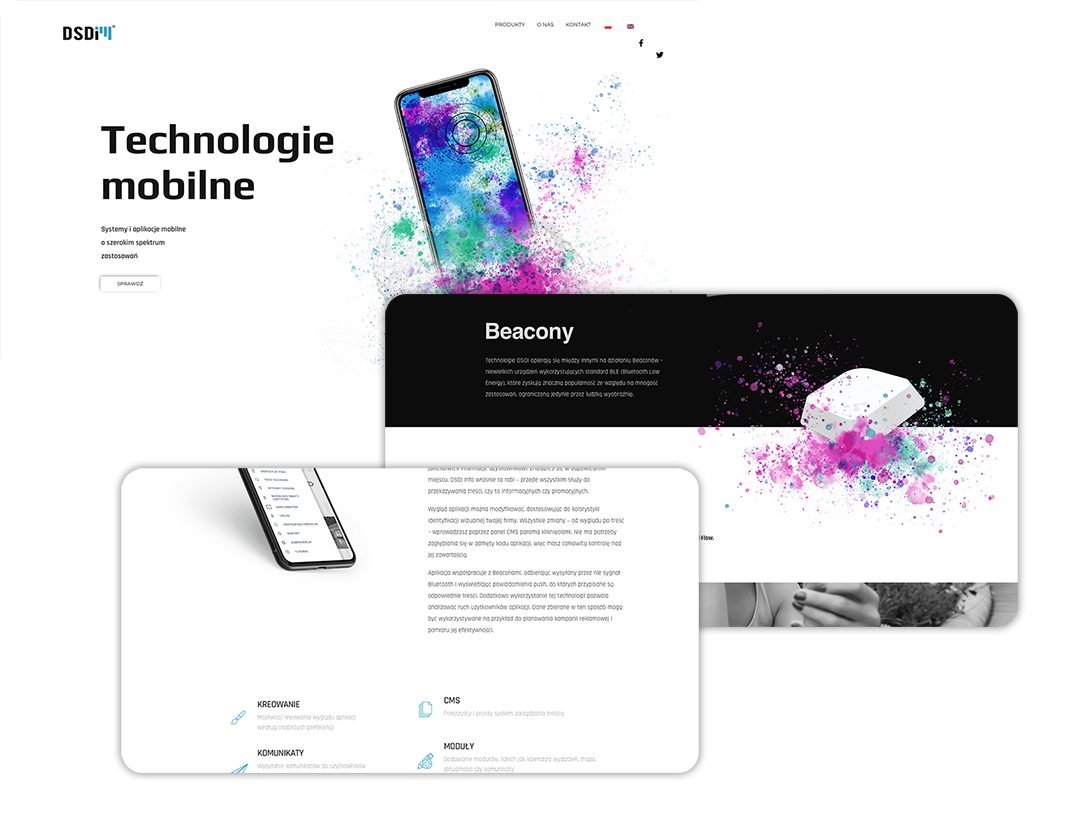 DSDi
PRODUKTY O NAS KONTAKT
Technologie
mobilne
Systemy i aplikacje mobilne
o szerokim spektrum
zastosowań
SPRAWDŹ
Beacony
Technologie DSDi opierają się między innymi na działaniu Beaconów –
niewielkich urządzeń wykorzystujących standard BLE (Bluetooth Low
Energy), które zyskują znaczną popularność ze względu na mnogość
zastosowań, ograniczoną jedynie przez ludzką wyobraźnię.
i Flow.
miejscu. DSDi Info właśnie to robi – przede wszystkim służy do
przekazywania treści, czy to informacyjnych czy promocyjnych.
Wygląd aplikacji można modyfikować, dostosowując do kolorystyki
identyfikacji wizualnej twojej firmy. Wszystkie zmiany – od wyglądu po treść
– wprowadzasz poprzez panel CMS paroma kliknięciami. Nie ma potrzeby
zagłębiania się w odmęty kodu aplikacji, więc masz całkowitą kontrolę nad
jej zawartością.
Aplikacja współpracuje z Beaconami, odbierając wysyłany przez nie sygnał
Bluetooth i wyświetlając powiadomienia push, do których przypisane są
odpowiednie treści. Dodatkowo wykorzystanie tej technologii pozwala
analizować ruch użytkowników aplikacji. Dane zbierane w ten sposób mogą
być wykorzystywane na przykład do planowania kampanii reklamowej i
pomiaru jej efektywności.
KREOWANIE
Możliwość kreowania wyglądu aplikacji
według osobistych preferencji
CMS
Przejrzysty i prosty system zarządzania treścią
KOMUNIKATY
Wysyłanie komunikatów do użytkowników
MODUŁY
Dodawanie modułów, takich jak kalendarz wydarzeń, mapa,
aktualności czy komunikaty